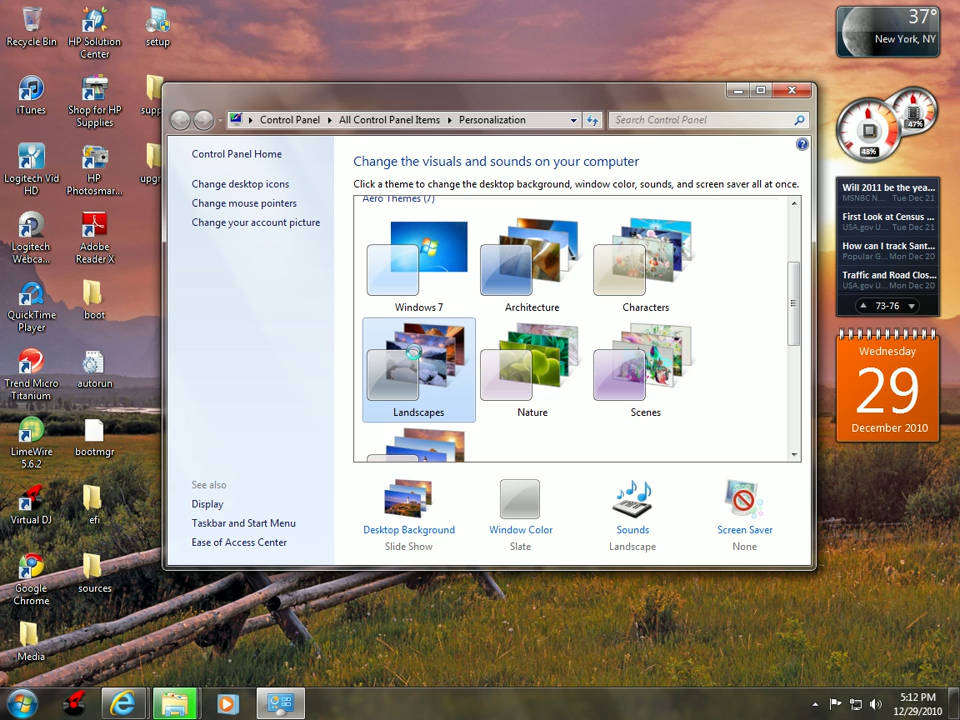 Recycle Bin
HP Solution
Center
setup
iTunes
Shop for HP
Supplies
Logitech Vid
HD
HP
Photosmar...
Logitech
Webca...
Adobe
Reader X
QuickTime
Player
boot
Trend Micro
Titanium
autorun
LimeWire
5.6.2
bootmgr
Virtual DJ
efi
Google
Chrome
sources
Media
Control Panel
All Control Panel Items
Personalization
Search Control Panel
Control Panel Home
Change desktop icons
Change mouse pointers
Change your account picture
See also
Display
Taskbar and Start Menu
Ease of Access Center
Change the visuals and sounds on your computer
Click a theme to change the desktop background, window color, sounds, and screen saver all at once.
Aero Themes (7)
Windows 7
Architecture
Characters
Landscapes
Nature
Scenes
Desktop Background
Slide Show
Window Color
Slate
Sounds
Landscape
Screen Saver
None
37°
New York, NY
47%
48%
Will 2011 be the yea...
MSNBC N... Tue Dec 21
First Look at Census ...
USA.gov U... Tue Dec 21
How can I track Sant...
Popular G... Mon Dec 20
Traffic and Road Clos...
USA.gov U... Mon Dec 20
73-76
Wednesday
29
December 2010
5:12 PM
12/29/2010